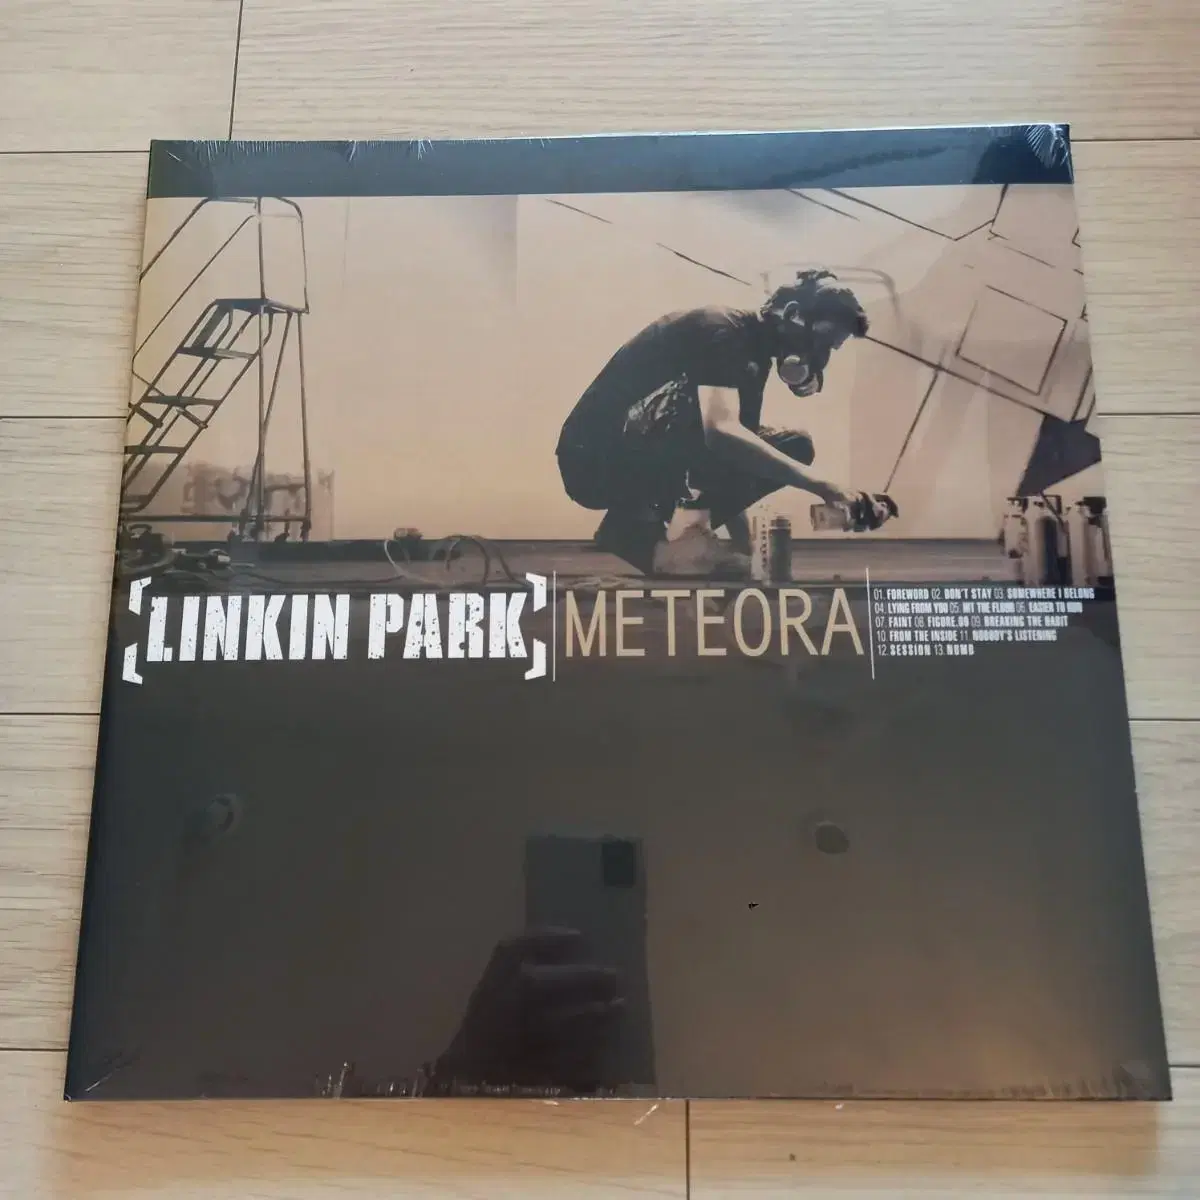 [LINKIN PARK] METEORA
01. FOREWORD 02. DON'T STAY 03. SOMEWHERE I BELONG
04. LYING FROM YOU 05. HIT THE FLOOR 06. EASIER TO RUN
07. FAINT 08. FIGURE.09 09. BREAKING THE HABIT
10. FROM THE INSIDE 11. NOBODY'S LISTENING
12. SESSION 13. NUMB